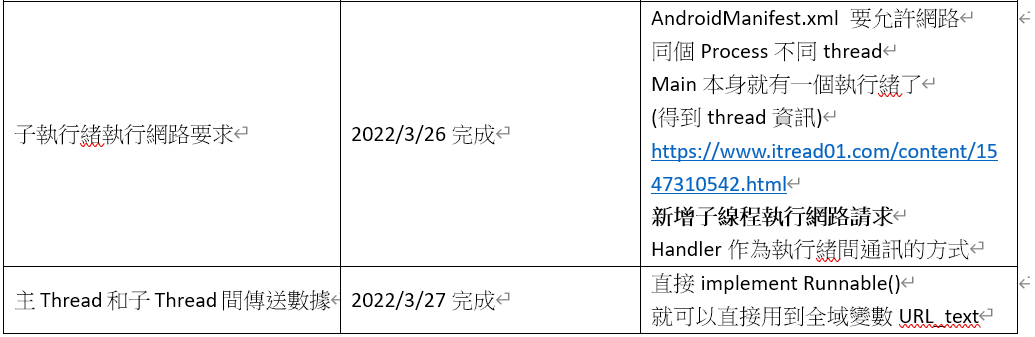 AndroidManifest.xml 要允許網路
同個 Process 不同 thread
Main 本身就有一個執行緒了
子執行緒執行網路要求
2022/3/26 完成
(得到 thread 資訊)
https://www.itread01.com/content/15
47310542.html
新增子線程執行網路請求
Handler 作為執行緒間通訊的方式
主 Thread 和子 Thread 間傳送數據
2022/3/27 完成
直接 implement Runnable()
就可以直接用到全域變數 URL_text